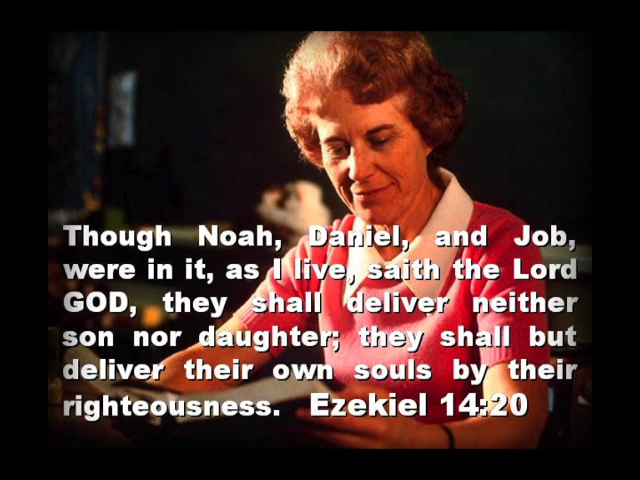 Though Noah, Daniel, and Job,
were in it, as I live, saith the Lord
GOD, they shall deliver neither
son nor daughter; they shall but
deliver their own souls by their
righteousness. Ezekiel 14:20